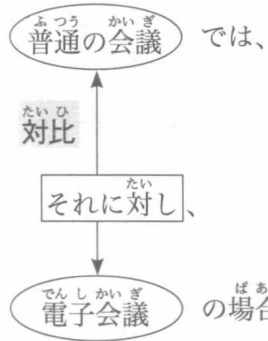 普通の会議 では、
対比
それに対し、
電子会議 の場合